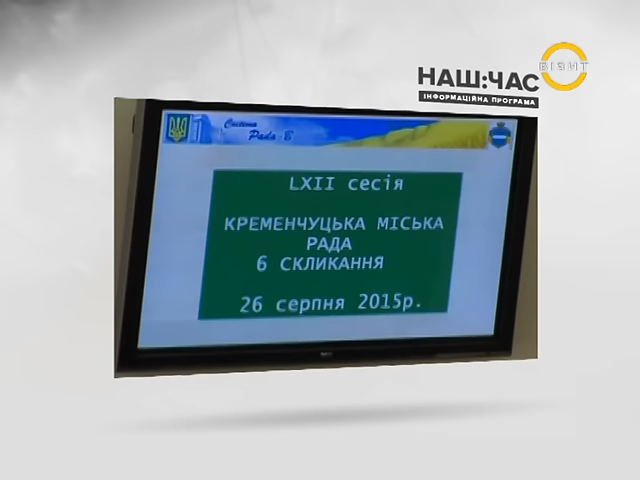 НАШ:ЧАС
ІНФОРМАЦІЙНА ПРОГРАМА
ВІЗИТ
Система
Рада-В
LXII сесія
КРЕМЕНЧУЦЬКА МІСЬКА
РАДА
6 СКЛИКАННЯ
26 серпня 2015р.